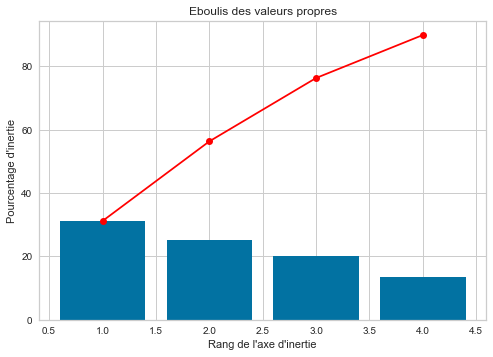 Eboulis des valeurs propres
Pourcentage d'inertie
80
60
40
20
0
0.5 1.0 1.5 2.0 2.5 3.0 3.5 4.0 4.5
Rang de l'axe d'inertie